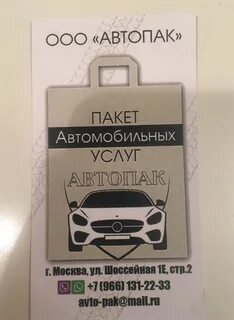 ООО «АВТОПАК»
ПАКЕТ
Автомобильных
УСЛУГ
АВТОПАК
г. Москва, ул. Шоссейная 1Е, стр.2
+7 (966) 131-22-33
avto-pak@mail.ru